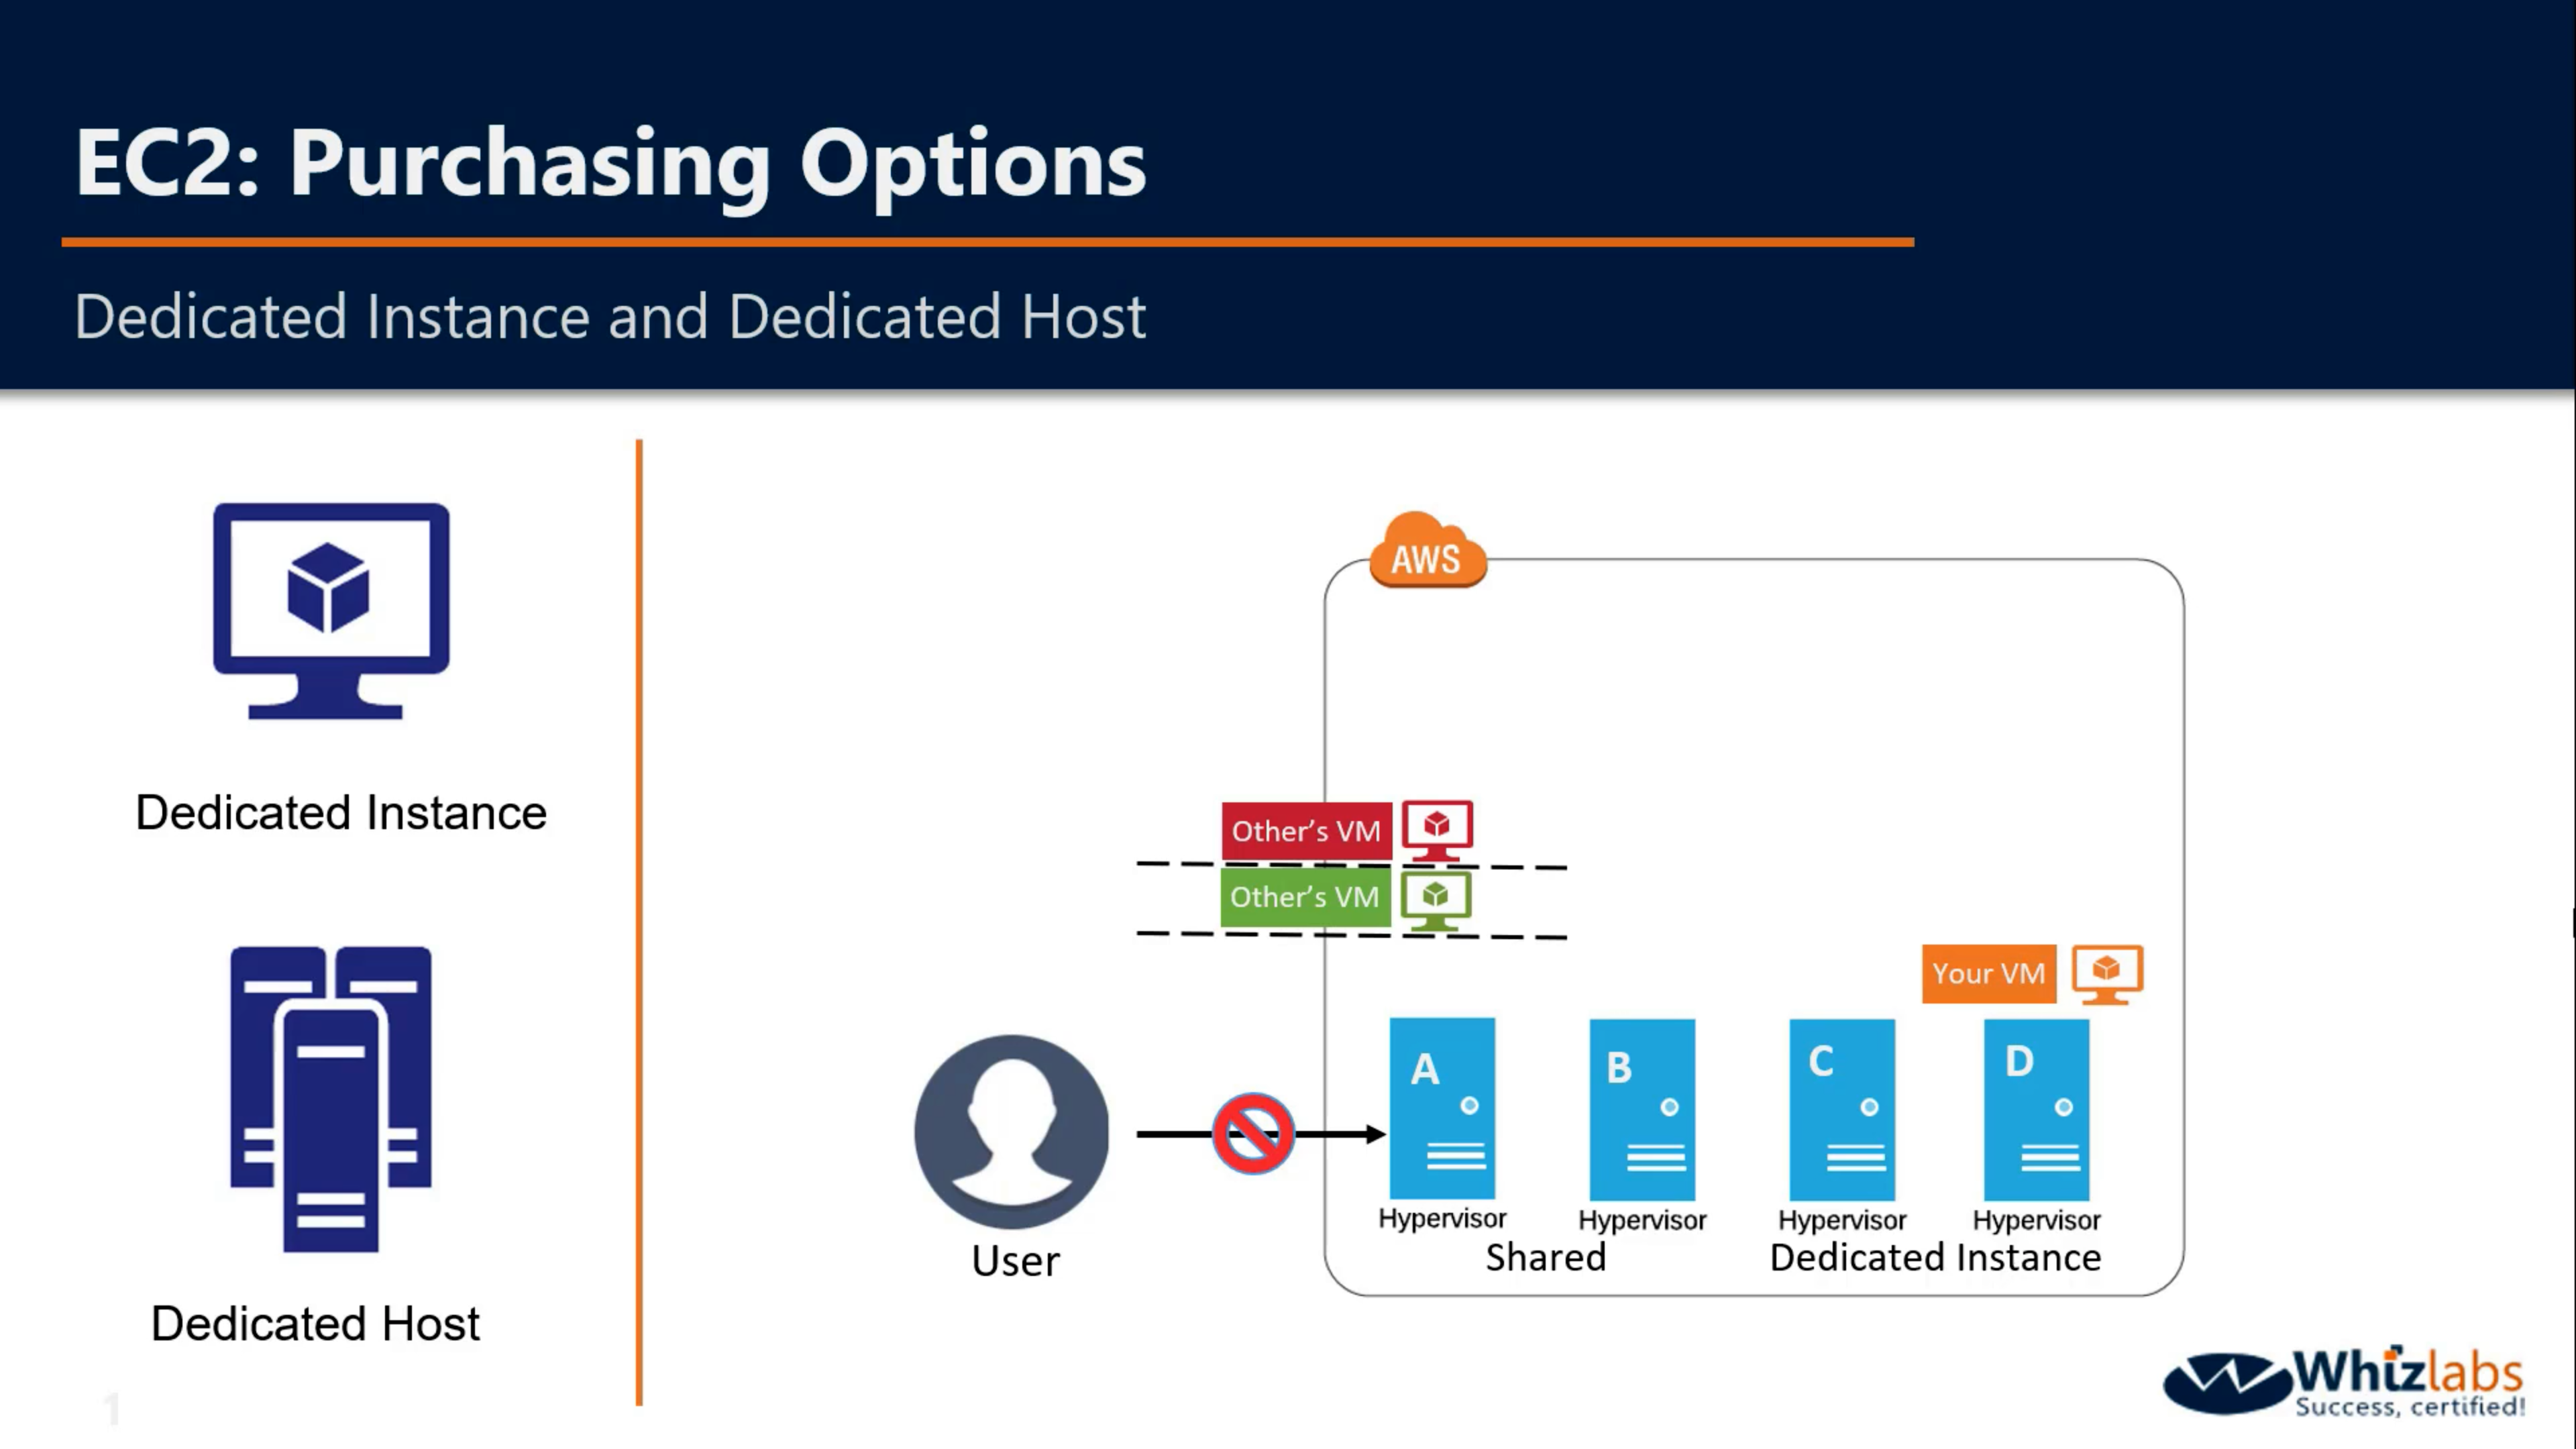 EC2: Purchasing Options
Dedicated Instance and Dedicated Host
Dedicated Instance
Dedicated Host
AWS
Other's VM
Other's VM
Your VM
A
B
C
D
Hypervisor
Hypervisor
Hypervisor
Hypervisor
Shared
Dedicated Instance
User
1
Whizlabs
Success, certified!